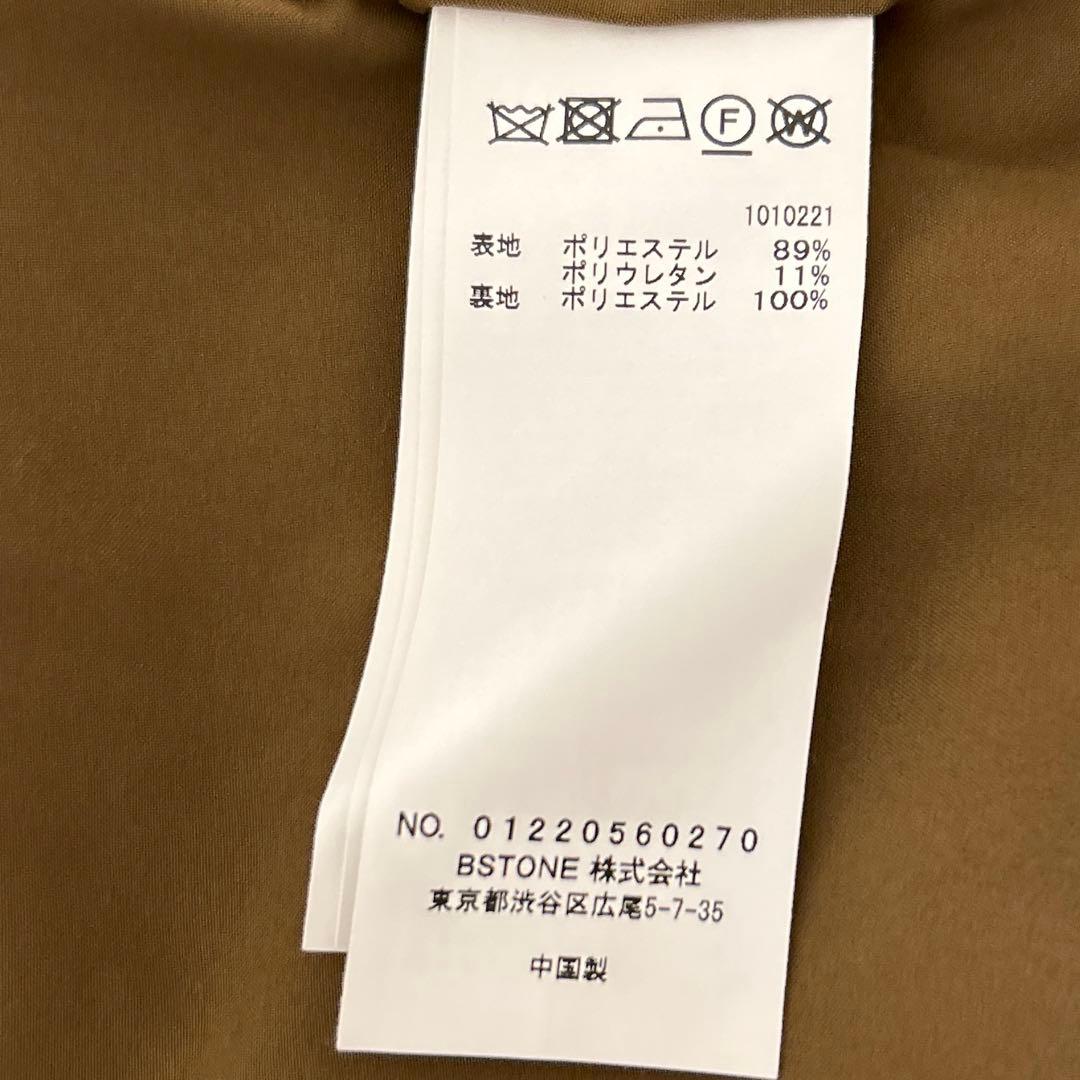 F W
1010221
表地 ポリエステル 89%
ポリウレタン 11%
裏地 ポリエステル 100%
NO. 01220560270
BSTONE 株式会社
東京都渋谷区広尾5-7-35
中国製